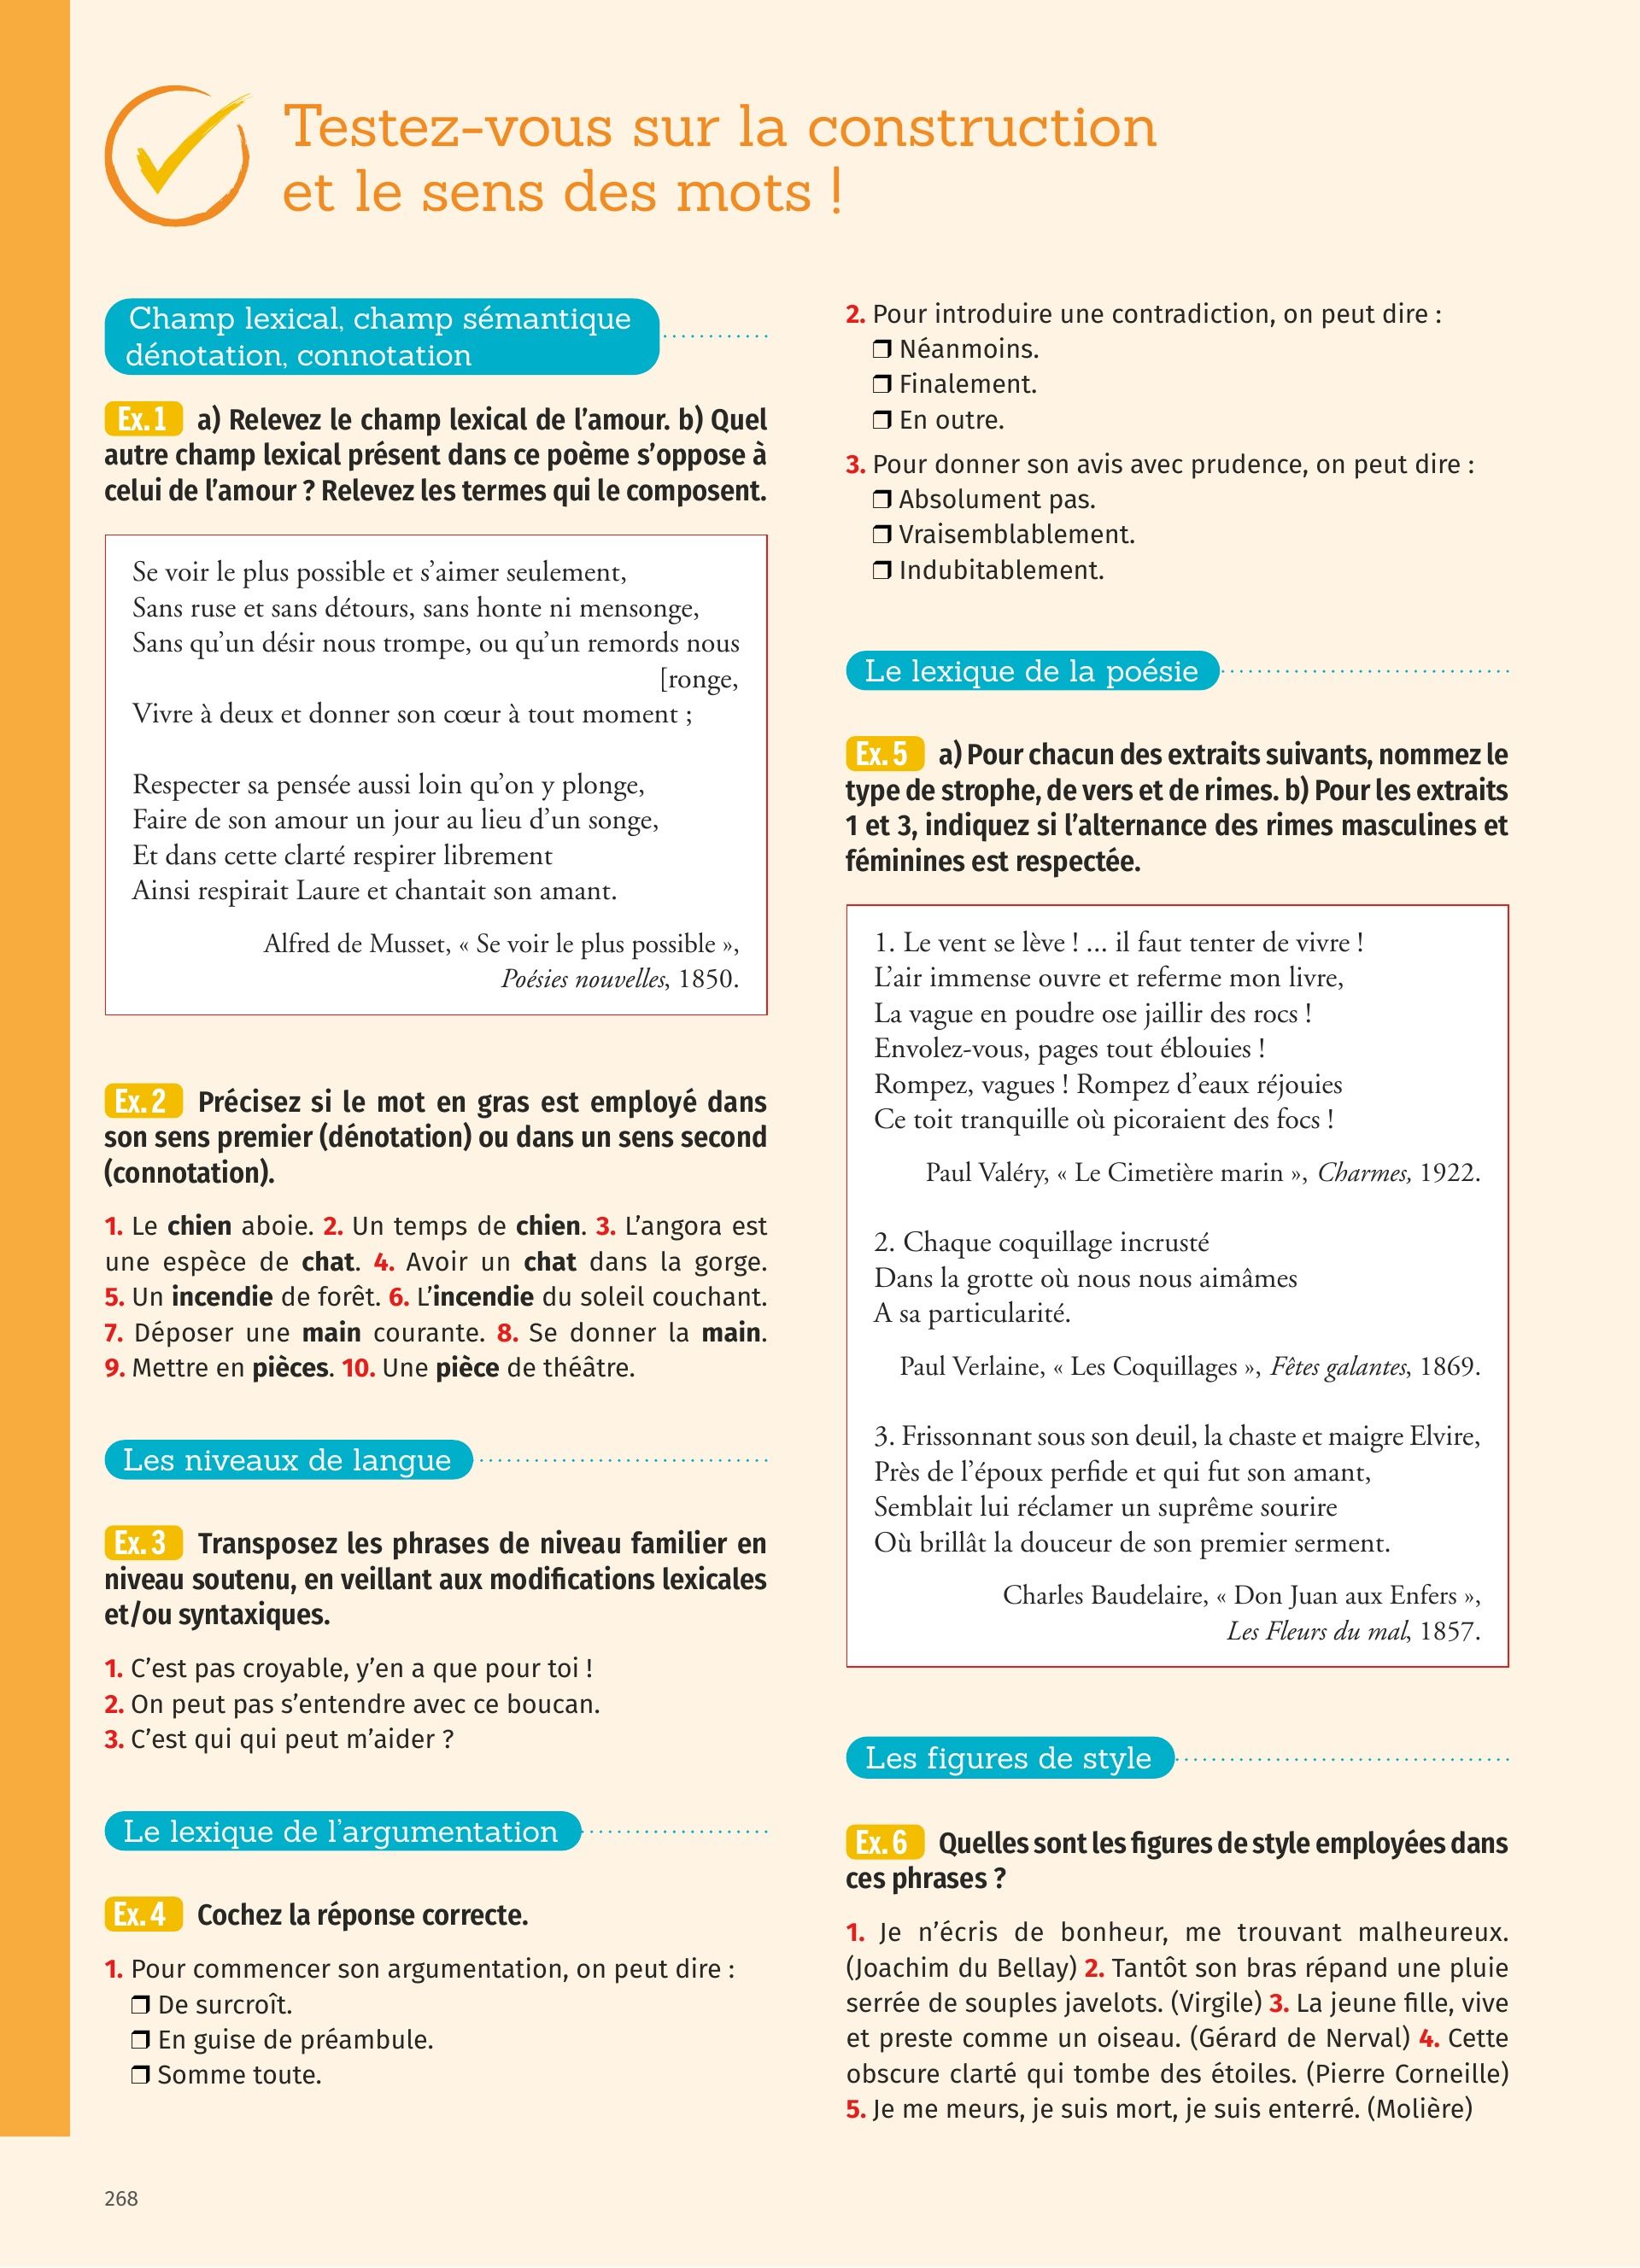 Testez-vous sur la construction
et le sens des mots !
Champ lexical, champ sémantique
dénotation, connotation
Ex. 1 a) Relevez le champ lexical de l’amour. b) Quel
autre champ lexical présent dans ce poème s’oppose à
celui de l’amour ? Relevez les termes qui le composent.
Se voir le plus possible et s’aimer seulement,
Sans ruse et sans détours, sans honte ni mensonge,
Sans qu’un désir nous trompe, ou qu’un remords nous
[ronge,
Vivre à deux et donner son cœur à tout moment ;
Respecter sa pensée aussi loin qu’on y plonge,
Faire de son amour un jour au lieu d’un songe,
Et dans cette clarté respirer librement
Ainsi respirait Laure et chantait son amant.
Alfred de Musset, « Se voir le plus possible »,
Poésies nouvelles, 1850.
Ex. 2 Précisez si le mot en gras est employé dans
son sens premier (dénotation) ou dans un sens second
(connotation).
1. Le chien aboie. 2. Un temps de chien. 3. L’angora est
une espèce de chat. 4. Avoir un chat dans la gorge.
5. Un incendie de forêt. 6. L’incendie du soleil couchant.
7. Déposer une main courante. 8. Se donner la main.
9. Mettre en pièces. 10. Une pièce de théâtre.
Les niveaux de langue
Ex. 3 Transposez les phrases de niveau familier en
niveau soutenu, en veillant aux modifications lexicales
et/ou syntaxiques.
1. C’est pas croyable, y’en a que pour toi !
2. On peut pas s’entendre avec ce boucan.
3. C’est qui qui peut m’aider ?
Le lexique de l’argumentation
Ex. 4 Cochez la réponse correcte.
1. Pour commencer son argumentation, on peut dire :
❒ De surcroît.
❒ En guise de préambule.
❒ Somme toute.
2. Pour introduire une contradiction, on peut dire :
❒ Néanmoins.
❒ Finalement.
❒ En outre.
3. Pour donner son avis avec prudence, on peut dire :
❒ Absolument pas.
❒ Vraisemblablement.
❒ Indubitablement.
Le lexique de la poésie
Ex. 5 a) Pour chacun des extraits suivants, nommez le
type de strophe, de vers et de rimes. b) Pour les extraits
1 et 3, indiquez si l’alternance des rimes masculines et
féminines est respectée.
1. Le vent se lève ! … il faut tenter de vivre !
L’air immense ouvre et referme mon livre,
La vague en poudre ose jaillir des rocs !
Envolez-vous, pages tout éblouies !
Rompez, vagues ! Rompez d’eaux réjouies
Ce toit tranquille où picoraient des focs !
Paul Valéry, « Le Cimetière marin », Charmes, 1922.
2. Chaque coquillage incrusté
Dans la grotte où nous nous aimâmes
A sa particularité.
Paul Verlaine, « Les Coquillages », Fêtes galantes, 1869.
3. Frissonnant sous son deuil, la chaste et maigre Elvire,
Près de l’époux perfide et qui fut son amant,
Semblait lui réclamer un suprême sourire
Où brillât la douceur de son premier serment.
Charles Baudelaire, « Don Juan aux Enfers »,
Les Fleurs du mal, 1857.
Les figures de style
Ex. 6 Quelles sont les figures de style employées dans
ces phrases ?
1. Je n’écris de bonheur, me trouvant malheureux.
(Joachim du Bellay) 2. Tantôt son bras répand une pluie
serrée de souples javelots. (Virgile) 3. La jeune fille, vive
et preste comme un oiseau. (Gérard de Nerval) 4. Cette
obscure clarté qui tombe des étoiles. (Pierre Corneille)
5. Je me meurs, je suis mort, je suis enterré. (Molière)
268